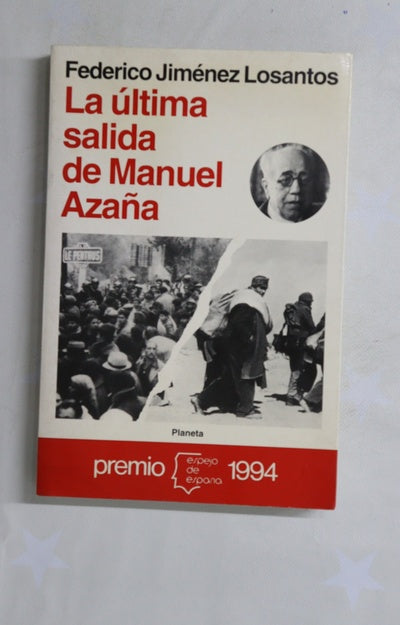 Federico Jiménez Losantos
La última
salida
de Manuel
Azaña
LE PERTHUS
Planeta
premio espejo de españa 1994